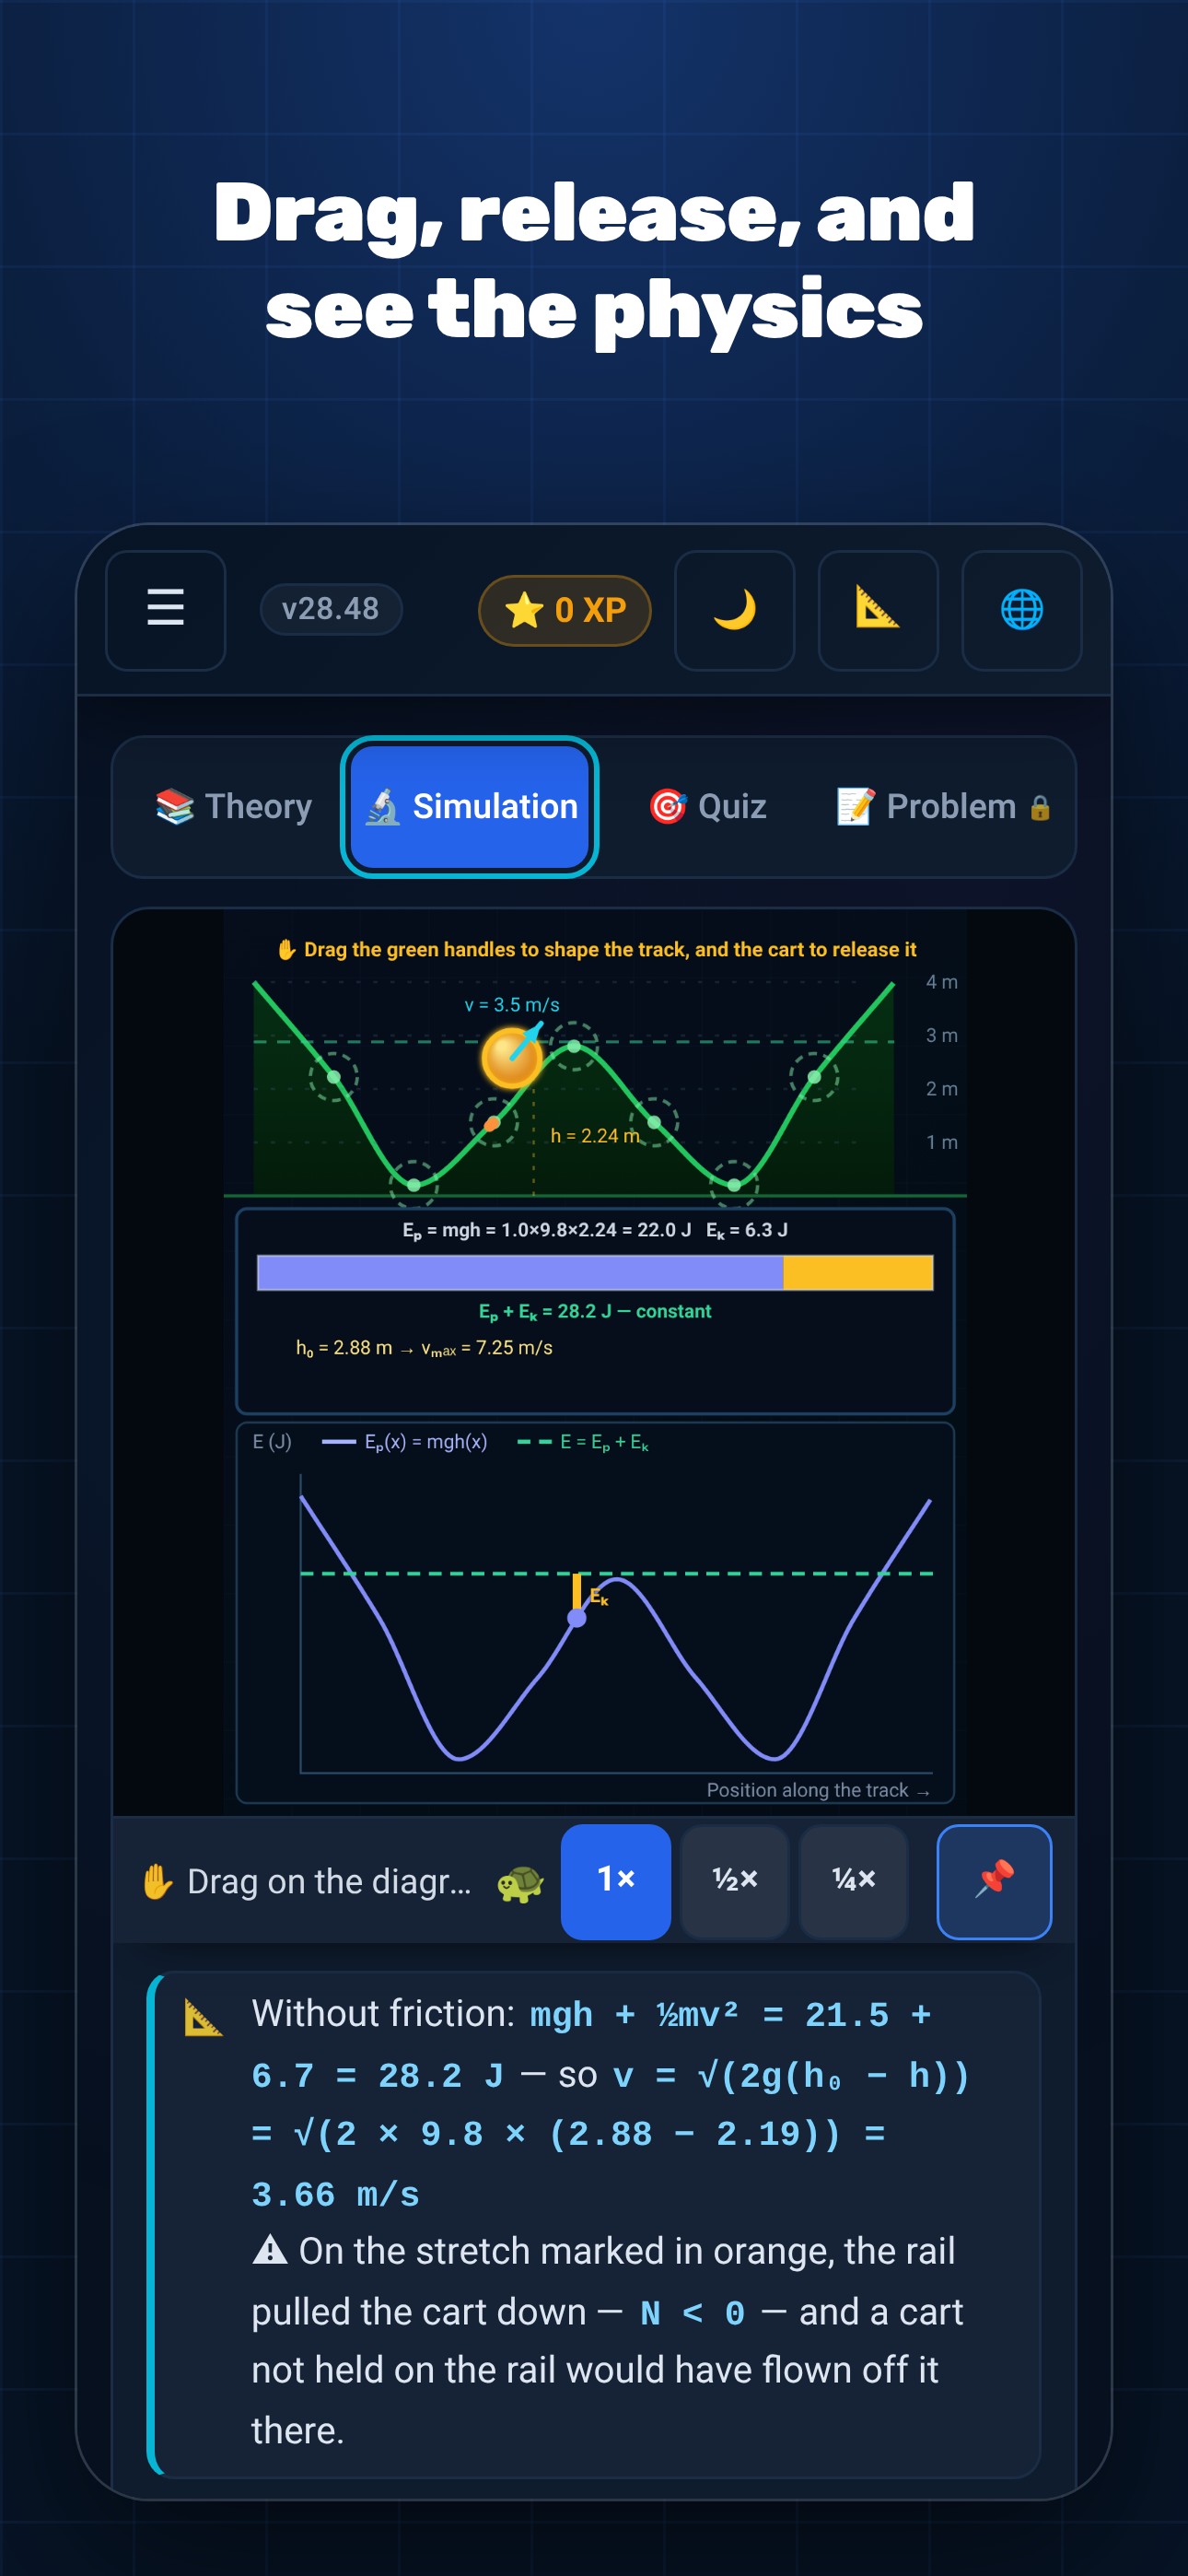 Drag, release, and
see the physics
☰ v28.48 ⭐ 0 XP 🌙 📐 🌐
📚 Theory 🔬 Simulation 🎯 Quiz 📝 Problem 🔒
✋ Drag the green handles to shape the track, and the cart to release it
4 m
v = 3.5 m/s
3 m
2 m
h = 2.24 m
1 m
Eₚ = mgh = 1.0×9.8×2.24 = 22.0 J Eₖ = 6.3 J
Eₚ + Eₖ = 28.2 J — constant
h₀ = 2.88 m → vₘₐₓ = 7.25 m/s
E (J) Eₚ(x) = mgh(x) E = Eₚ + Eₖ
Eₖ
Position along the track →
✋ Drag on the diagr... 🐢 1× ½× ¼× 📌
📐 Without friction: mgh + ½mv² = 21.5 +
6.7 = 28.2 J — so v = √(2g(h₀ − h))
= √(2 × 9.8 × (2.88 − 2.19)) =
3.66 m/s
⚠ On the stretch marked in orange, the rail
pulled the cart down — N < 0 — and a cart
not held on the rail would have flown off it
there.